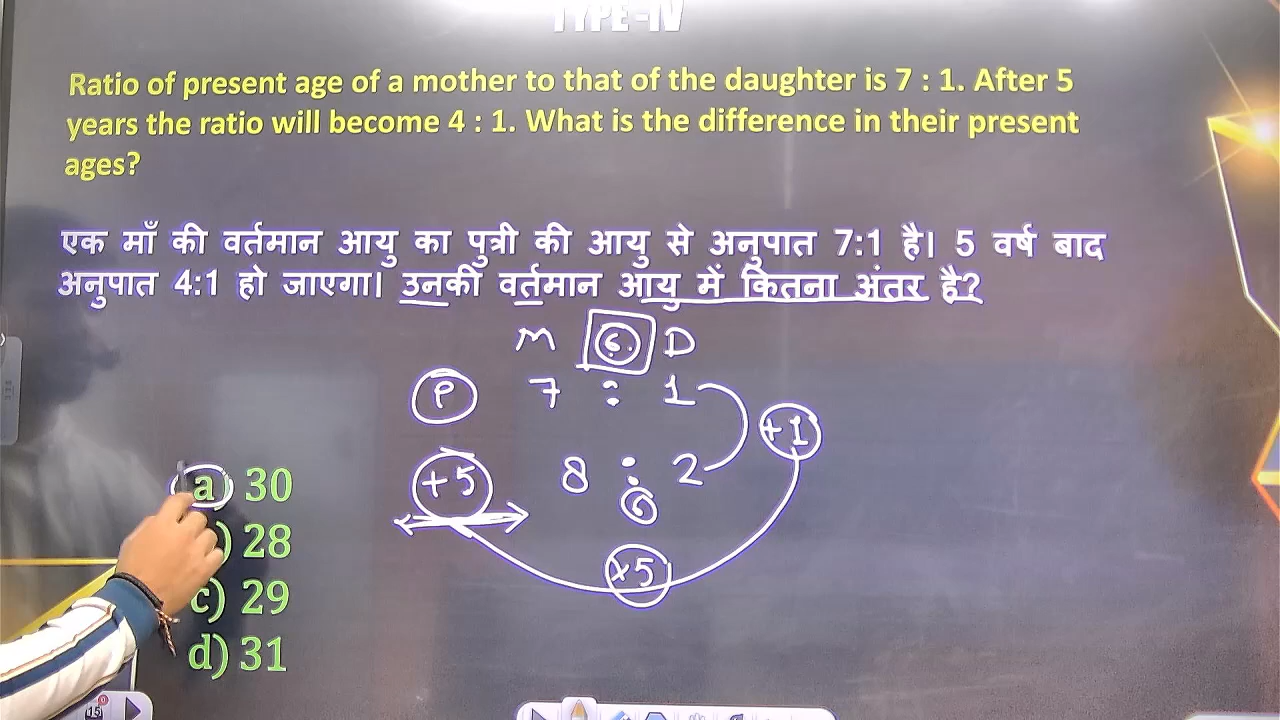 TYPE-IV
Ratio of present age of a mother to that of the daughter is 7 : 1. After 5
years the ratio will become 4 : 1. What is the difference in their present
ages?
एक माँ की वर्तमान आयु का पुत्री की आयु से अनुपात 7:1 है। 5 वर्ष बाद
अनुपात 4:1 हो जाएगा। उनकी वर्तमान आयु में कितना अंतर है?
M 6 D
P 7 : 1
+1
+5 8 : 2
6
×5
a) 30
) 28
c) 29
d) 31